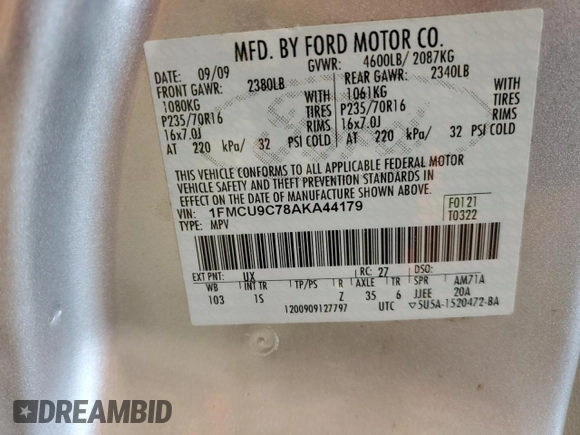 MFD. BY FORD MOTOR CO.
DATE: 09/09 GVWR: 4600LB/ 2087KG
FRONT GAWR: 2380LB REAR GAWR: 2340LB
1080KG WITH 1061KG WITH
P235/70R16 TIRES P235/70R16 TIRES
16x7.0J RIMS 16x7.0J RIMS
AT 220 kPa/ 32 PSI COLD AT 220 kPa/ 32 PSI COLD
THIS VEHICLE CONFORMS TO ALL APPLICABLE FEDERAL MOTOR
VEHICLE SAFETY AND THEFT PREVENTION STANDARDS IN
EFFECT ON THE DATE OF MANUFACTURE SHOWN ABOVE.
VIN: 1FMCU9C78AKA44179 F0121
TYPE: MPV T0322
EXT PNT: UX RC: 27 DSO:
WB INT TR TP/PS R AXLE TR SPR AM71A
103 1S Z 35 6 JJEE 20A
1200909127797 UTC ▽5U5A-1520472-BA
DREAMBID